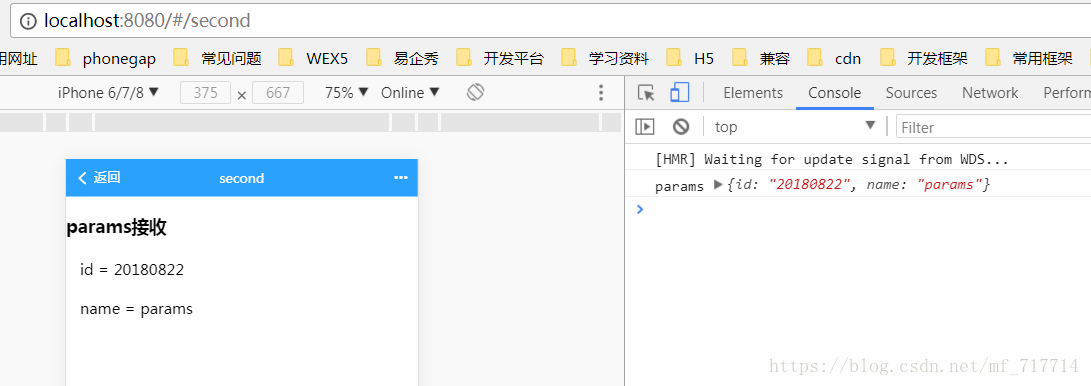 localhost:8080/#/second
用网址 phonegap 常见问题 WEX5 易企秀 开发平台 学习资料 H5 兼容 cdn 开发框架 常用框架
iPhone 6/7/8 ▼ 375 × 667 75% ▼ Online ▼
Elements Console Sources Network Perforn
top ▼ Filter
[HMR] Waiting for update signal from WDS...
params ▶{id: "20180822", name: "params"}
返回 second
params接收
id = 20180822
name = params
https://blog.csdn.net/mf_717714